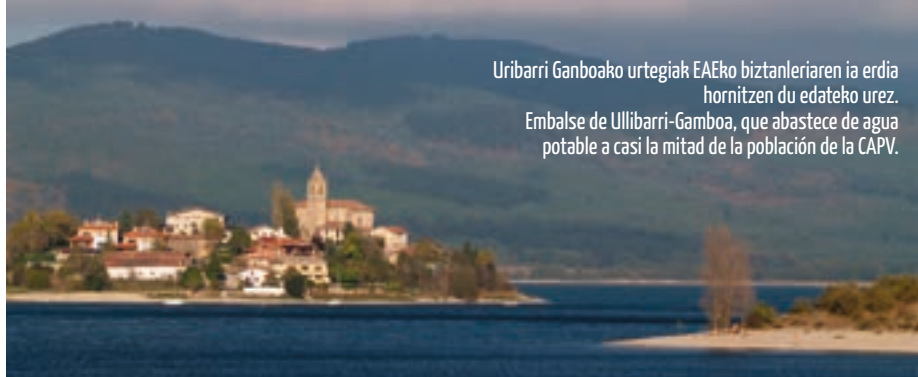 Uribarri Ganboako urtegiak EAEko biztanleriaren ia erdia
hornitzen du edateko urez.
Embalse de Ullibarri-Gamboa, que abastece de agua
potable a casi la mitad de la población de la CAPV.